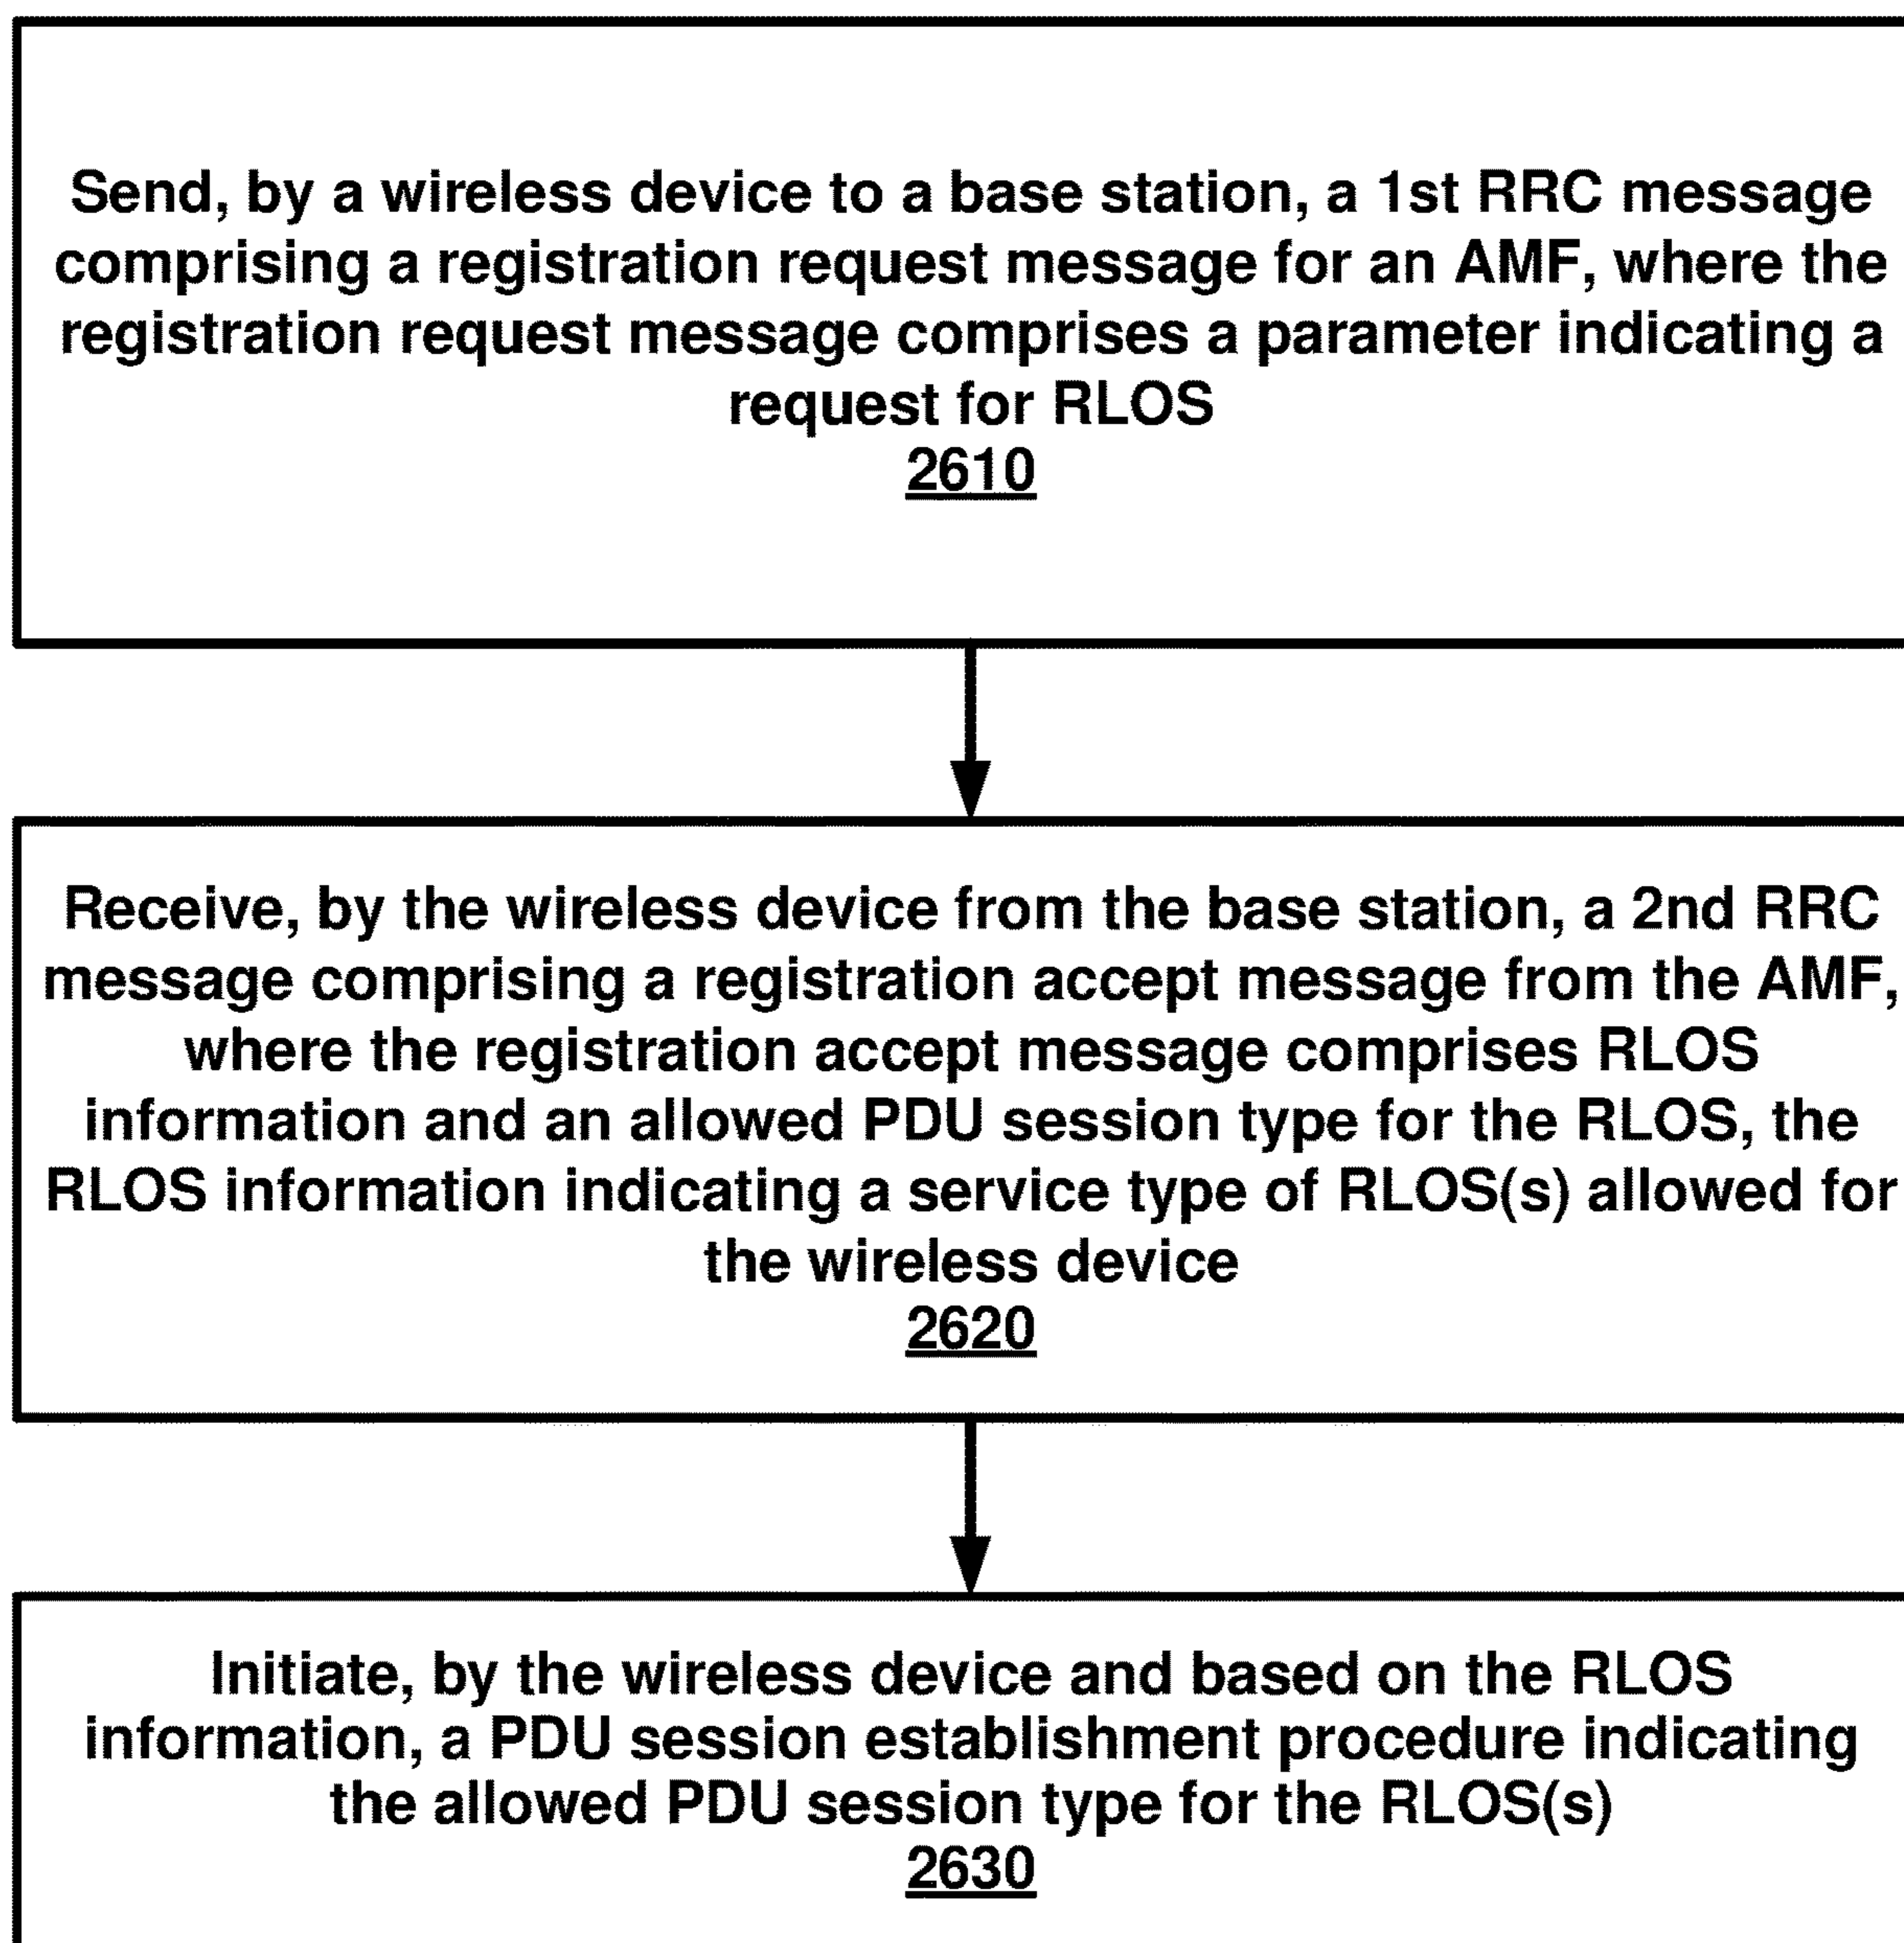 Send, by a wireless device to a base station, a 1st RRC message
comprising a registration request message for an AMF, where the
registration request message comprises a parameter indicating a
request for RLOS
2610
Receive, by the wireless device from the base station, a 2nd RRC
message comprising a registration accept message from the AMF,
where the registration accept message comprises RLOS
information and an allowed PDU session type for the RLOS, the
RLOS information indicating a service type of RLOS(s) allowed for
the wireless device
2620
Initiate, by the wireless device and based on the RLOS
information, a PDU session establishment procedure indicating
the allowed PDU session type for the RLOS(s)
2630